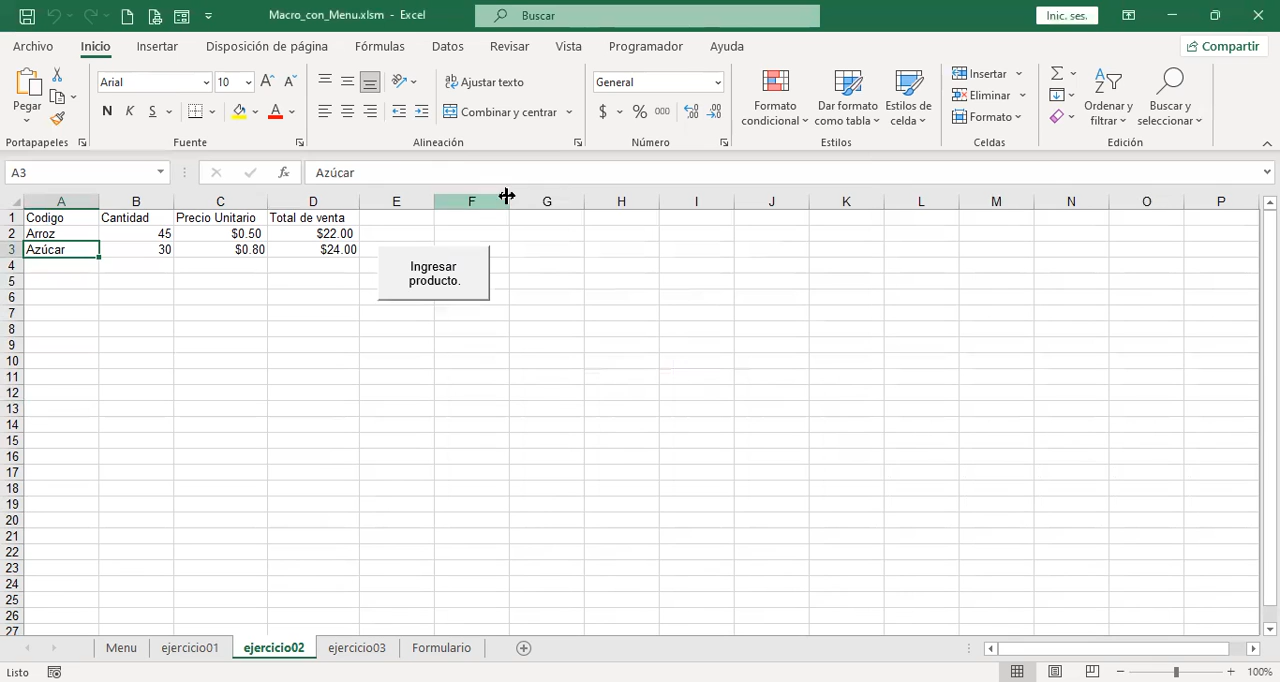 Macro_con_Menu.xlsm - Excel
Buscar
Inic. ses.
Archivo Inicio Insertar Disposición de página Fórmulas Datos Revisar Vista Programador Ayuda
Compartir
Pegar
Arial 10
N K S
Ajustar texto
Combinar y centrar
General
$ % 000
Formato condicional
Dar formato como tabla
Estilos de celda
Insertar
Eliminar
Formato
Ordenar y filtrar
Buscar y seleccionar
Portapapeles Fuente Alineación Número Estilos Celdas Edición
A3 fx Azúcar
A B C D E F G H I J K L M N O P
1 Codigo Cantidad Precio Unitario Total de venta
2 Arroz 45 $0.50 $22.00
3 Azúcar 30 $0.80 $24.00
Ingresar
producto.
4
5
6
7
8
9
10
11
12
13
14
15
16
17
18
19
20
21
22
23
24
25
26
27
Menu ejercicio01 ejercicio02 ejercicio03 Formulario
Listo 100%